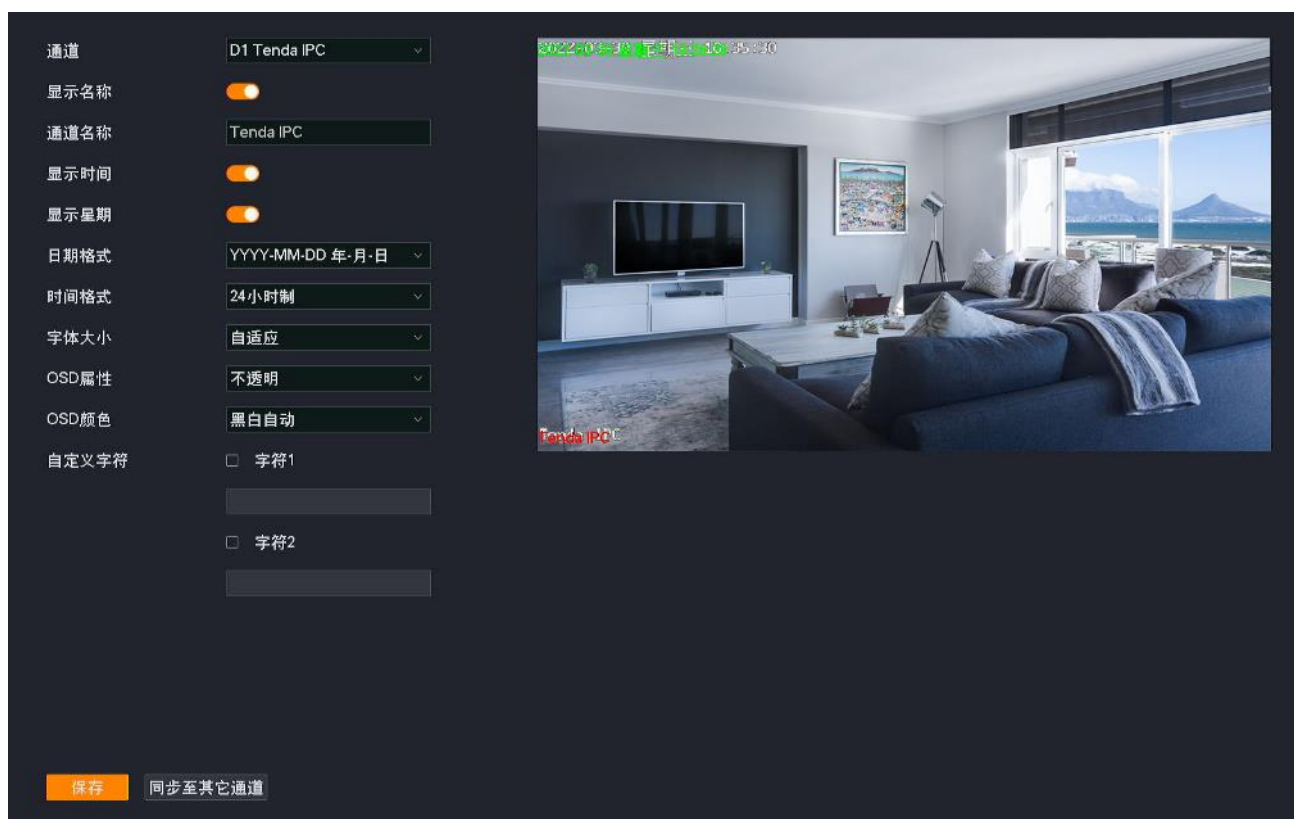 通道 D1 Tenda IPC
显示名称
通道名称 Tenda IPC
显示时间
显示星期
日期格式 YYYY-MM-DD 年-月-日
时间格式 24小时制
字体大小 自适应
OSD属性 不透明
OSD颜色 黑白自动
自定义字符 字符1
字符2
保存 同步至其它通道
Tenda IPC